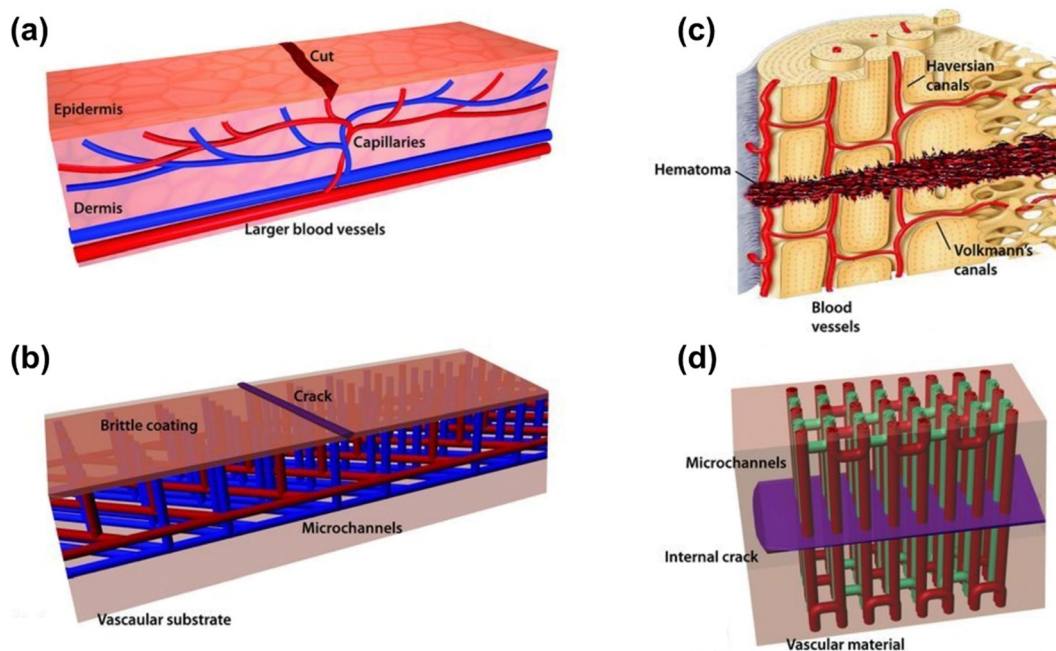 (a)
Cut
Epidermis
Capillaries
Dermis
Larger blood vessels
(b)
Crack
Brittle coating
Microchannels
Vascaular substrate
(c)
Haversian
canals
Hematoma
Volkmann's
canals
Blood
vessels
(d)
Microchannels
Internal crack
Vascular material